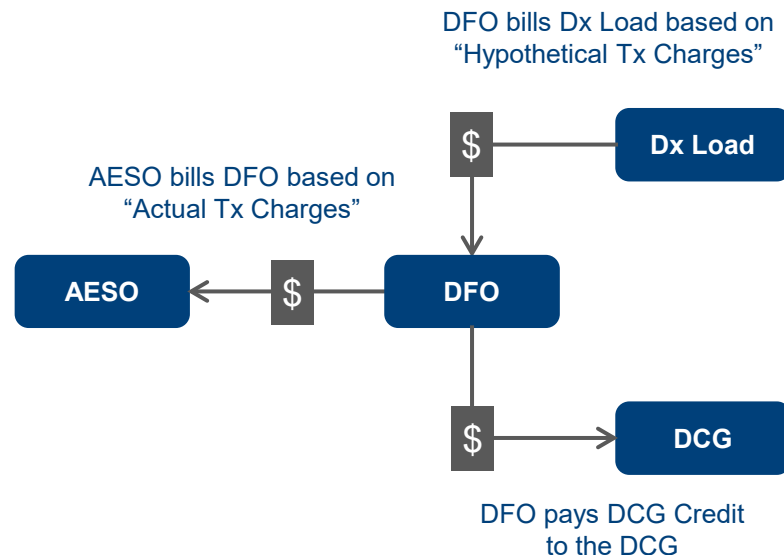 DFO bills Dx Load based on
“Hypothetical Tx Charges”
$
Dx Load
AESO bills DFO based on
“Actual Tx Charges”
AESO
$
DFO
$
DCG
DFO pays DCG Credit
to the DCG